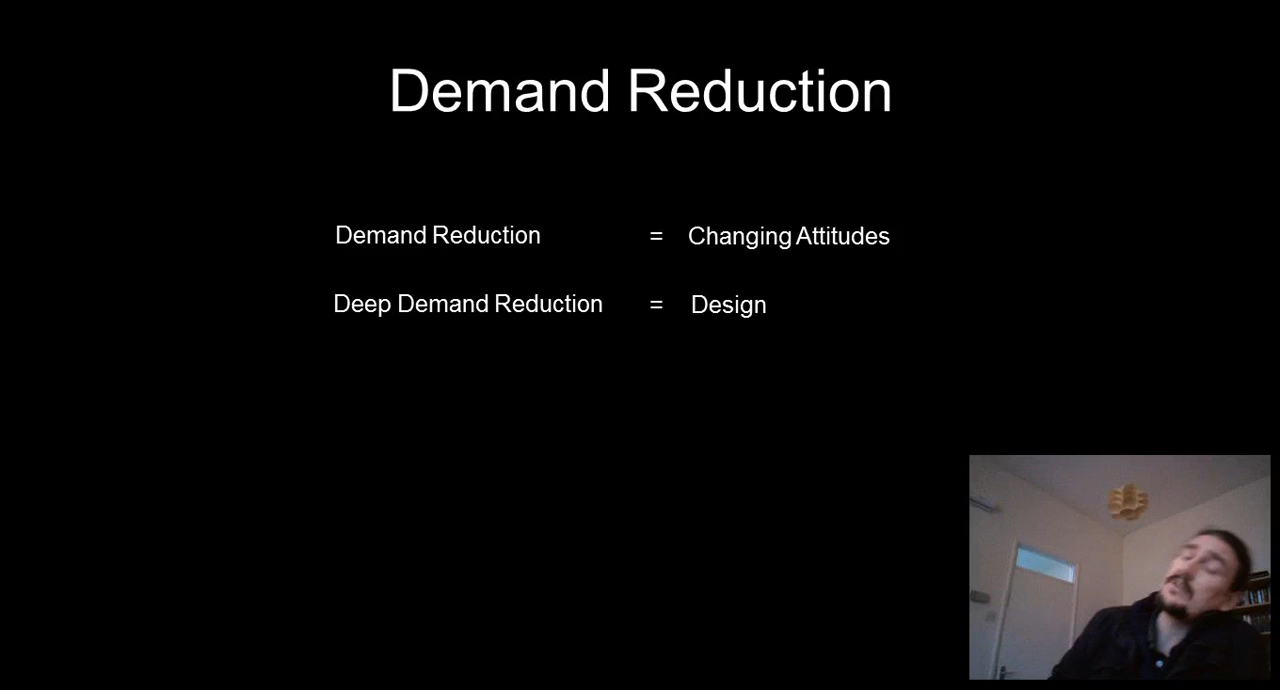 Demand Reduction
Demand Reduction = Changing Attitudes
Deep Demand Reduction = Design